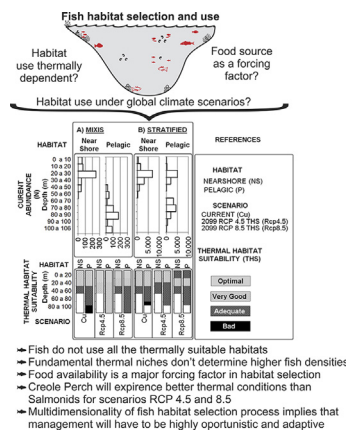 Fish habitat selection and use
Habitat
use thermally
dependent?
Food source
as a forcing
factor?
Habitat use under global climate scenarios?
A) MIXIS
B) STRATIFIED
HABITAT
Near
Shore
Pelagic
Near
Shore
Pelagic
REFERENCES
CURENT
ABUNDANCE
(N)
Depth (m)
0 a 10
10 a 20
20 a 30
30 a 40
40 a 50
50 a 60
60 a 70
70 a 80
80 a 90
90 a 100
100 a 106
0
100
200
300
0
100
200
300
0
5.000
10.000
0
5.000
10.000
HABITAT
NEARSHORE (NS)
PELAGIC (P)
SCENARIO
CURRENT (Cu)
2099 RCP 4.5 THS (Rcp4.5)
2099 RCP 8.5 THS (Rcp8.5)
HABITAT
NS
P
NS
P
NS
P
NS
P
NS
P
NS
P
THERMAL HABITAT
SUITABILITY
Depth (m)
0 a 20
20 a 40
40 a 60
60 a 80
80 a 100
SCENARIO
Cu
Rcp4.5
Rcp8.5
Cu
Rcp4.5
Rcp8.5
THERMAL HABITAT
SUITABILITY (THS)
Optimal
Very Good
Adequate
Bad
Fish do not use all the thermally suitable habitats
Fundamental thermal niches don't determine higher fish densities
Food availability is a major forcing factor in habitat selection
Creole Perch will expirence better thermal conditions than
Salmonids for scenarios RCP 4.5 and 8.5
Multidimensionality of fish habitat selection process implies that
management will have to be highly oportunistic and adaptive